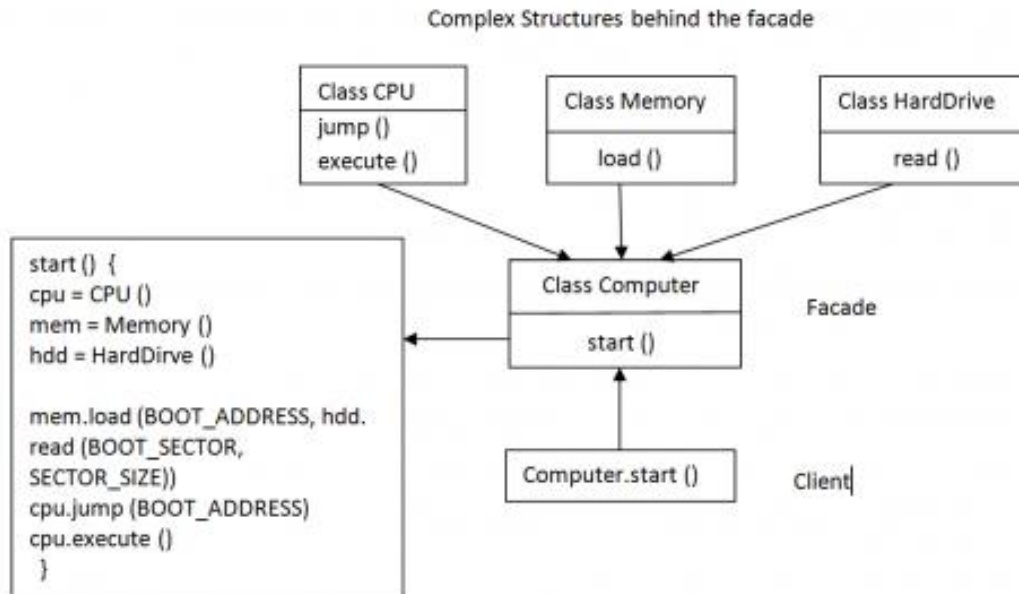 Complex Structures behind the facade
Class CPU
jump ()
execute ()
Class Memory
load ()
Class HardDrive
read ()
start () {
cpu = CPU ()
mem = Memory ()
hdd = HardDirve ()
mem.load (BOOT_ADDRESS, hdd.
read (BOOT_SECTOR,
SECTOR_SIZE))
cpu.jump (BOOT_ADDRESS)
cpu.execute ()
}
Class Computer
start ()
Facade
Computer.start ()
Client